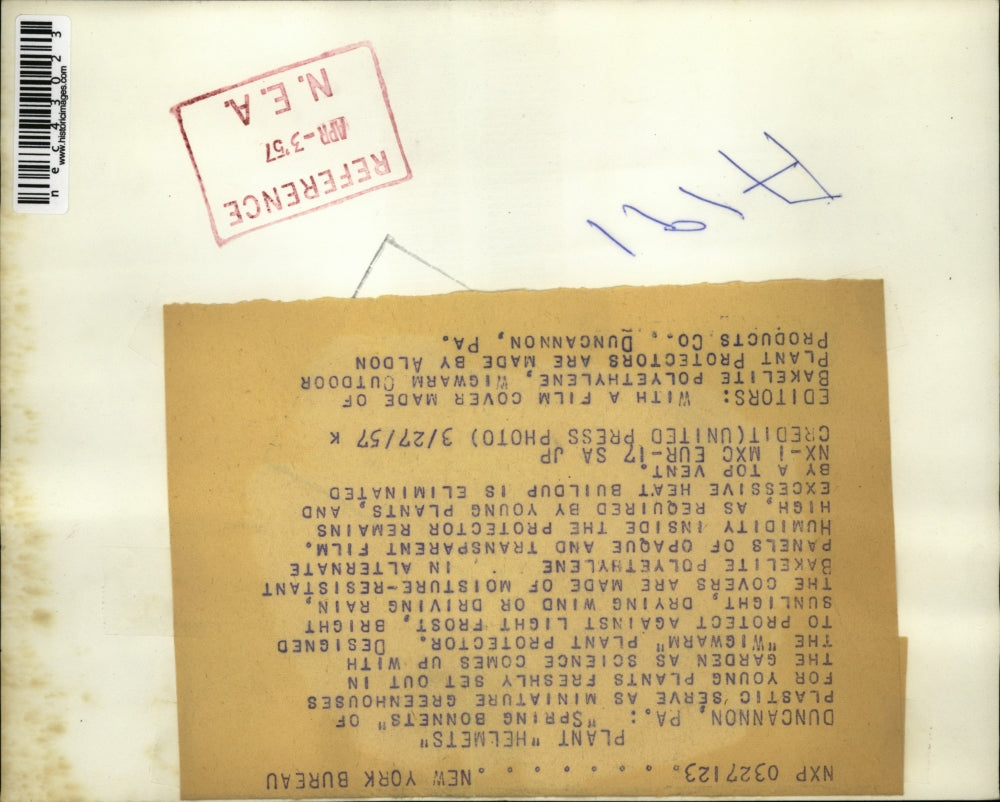 NXP 0327123. . . . . . . .NEW YORK BUREAU
PLANT "HELMETS"
DUNCANNON, PA.: "SPRING BONNETS" OF
PLASTIC SERVE AS MINIATURE GREENHOUSES
FOR YOUNG PLANTS FRESHLY SET OUT IN
THE GARDEN AS SCIENCE COMES UP WITH
THE "WIGWARM" PLANT PROTECTOR. DESIGNED
TO PROTECT AGAINST LIGHT FROST, BRIGHT
SUNLIGHT, DRYING WIND OR DRIVING RAIN,
THE COVERS ARE MADE OF MOISTURE-RESISTANT
BAKELITE POLYETHYLENE IN ALTERNATE
PANELS OF OPAQUE AND TRANSPARENT FILM.
HUMIDITY INSIDE THE PROTECTOR REMAINS
HIGH, AS REQUIRED BY YOUNG PLANTS, AND
EXCESSIVE HEAT BUILDUP IS ELIMINATED
BY A TOP VENT.
NX-1 MXC EUR-17 SA JP
CREDIT(UNITED PRESS PHOTO) 3/27/57 K
EDITORS: WITH A FILM COVER MADE OF
BAKELITE POLYETHYLENE, WIGWARM OUTDOOR
PLANT PROTECTORS ARE MADE BY ALDON
PRODUCTS CO., DUNCANNON, PA.
REFERENCE
APR-3'57
N.E.A.
nec43023
www.historicimages.com